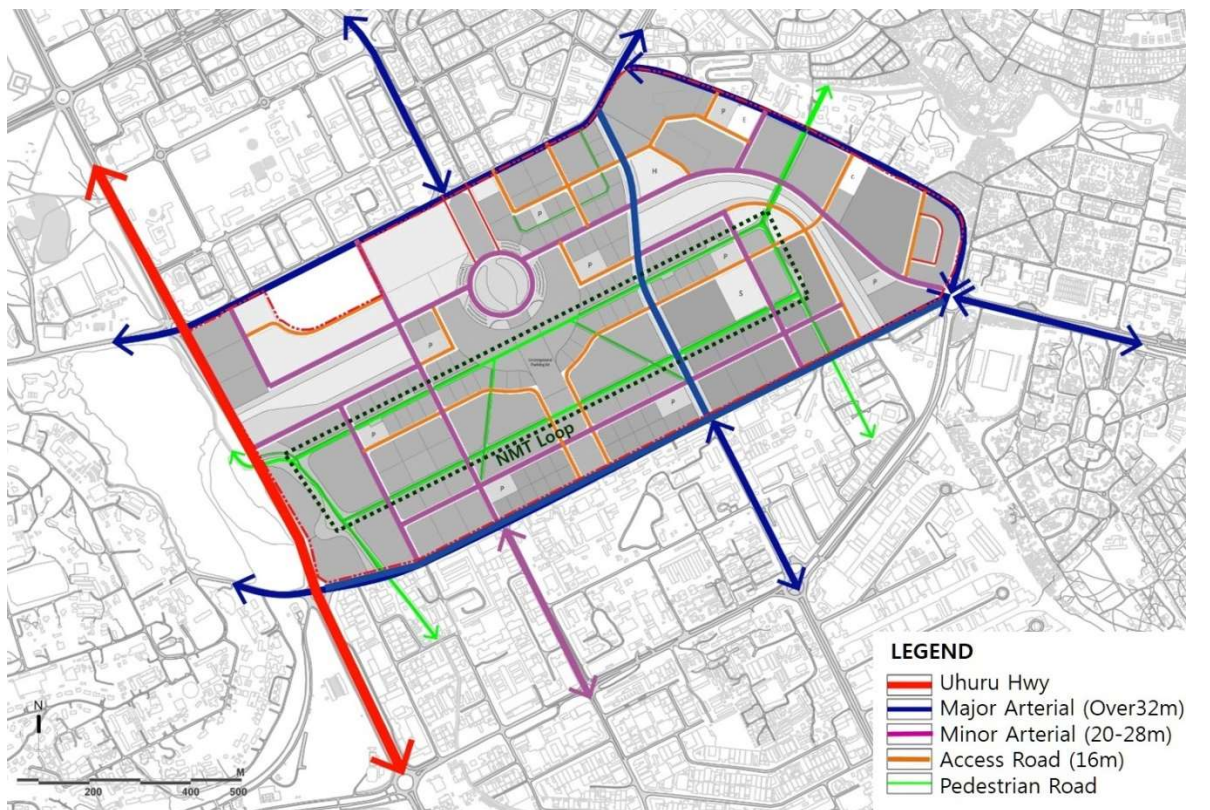 P
E
H
C
P
P
P
P
S
P
P
P
P
NMT Loop
N
M
200
400
500
LEGEND
Uhuru Hwy
Major Arterial (Over32m)
Minor Arterial (20-28m)
Access Road (16m)
Pedestrian Road